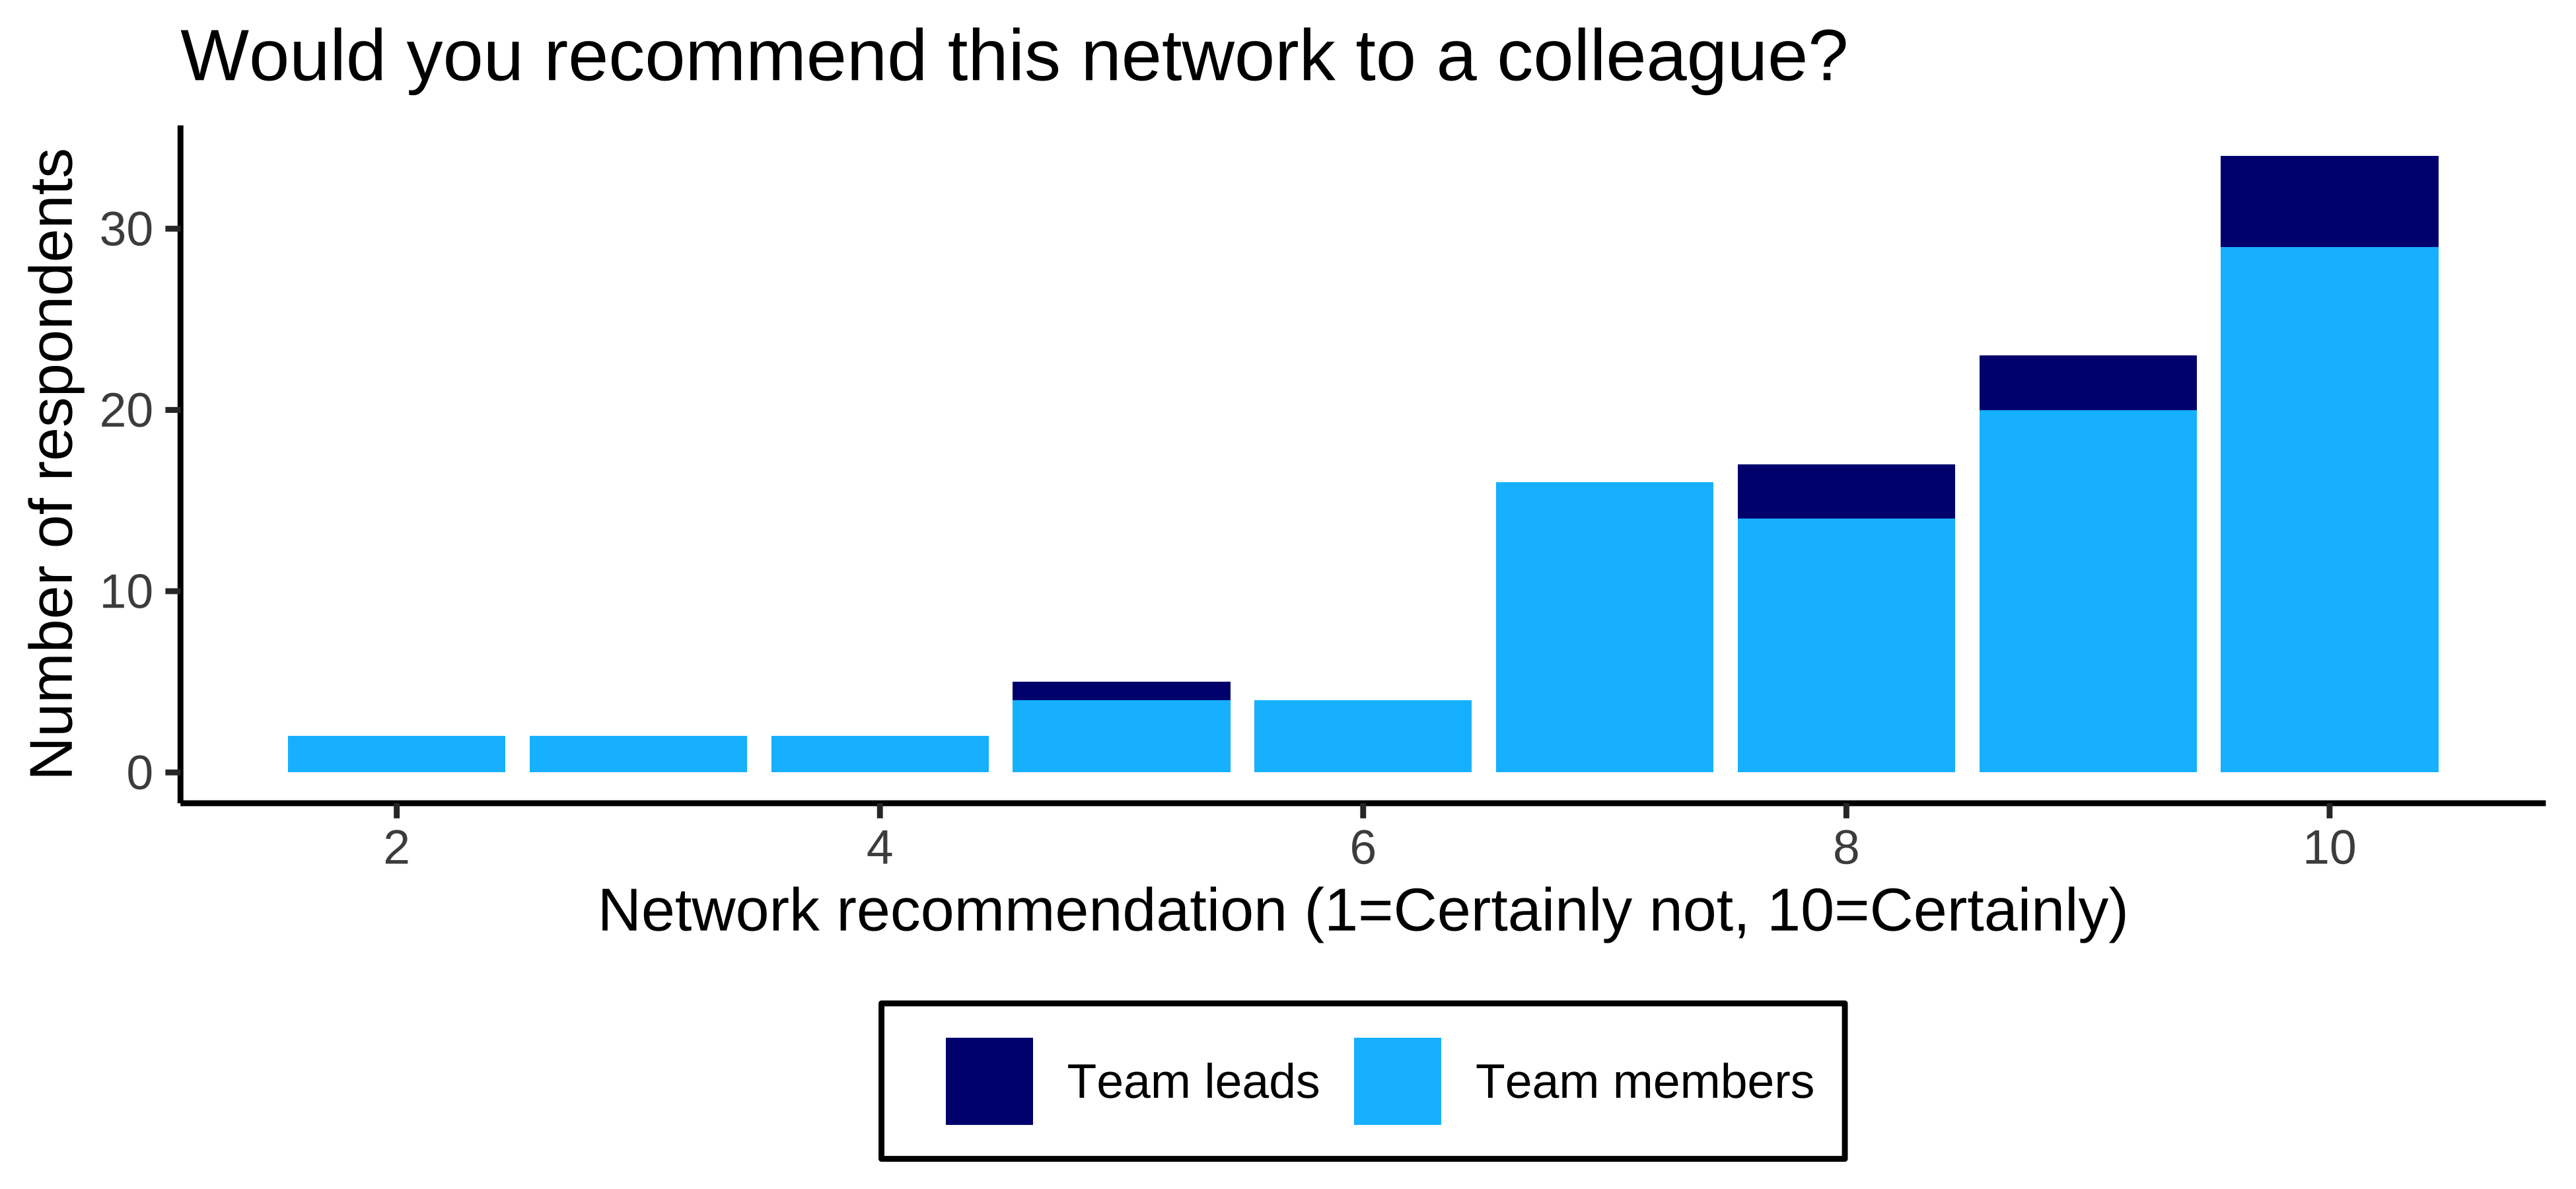 Would you recommend this network to a colleague?
Number of respondents
30
20
10
0
2 4 6 8 10
Network recommendation (1=Certainly not, 10=Certainly)
Team leads Team members